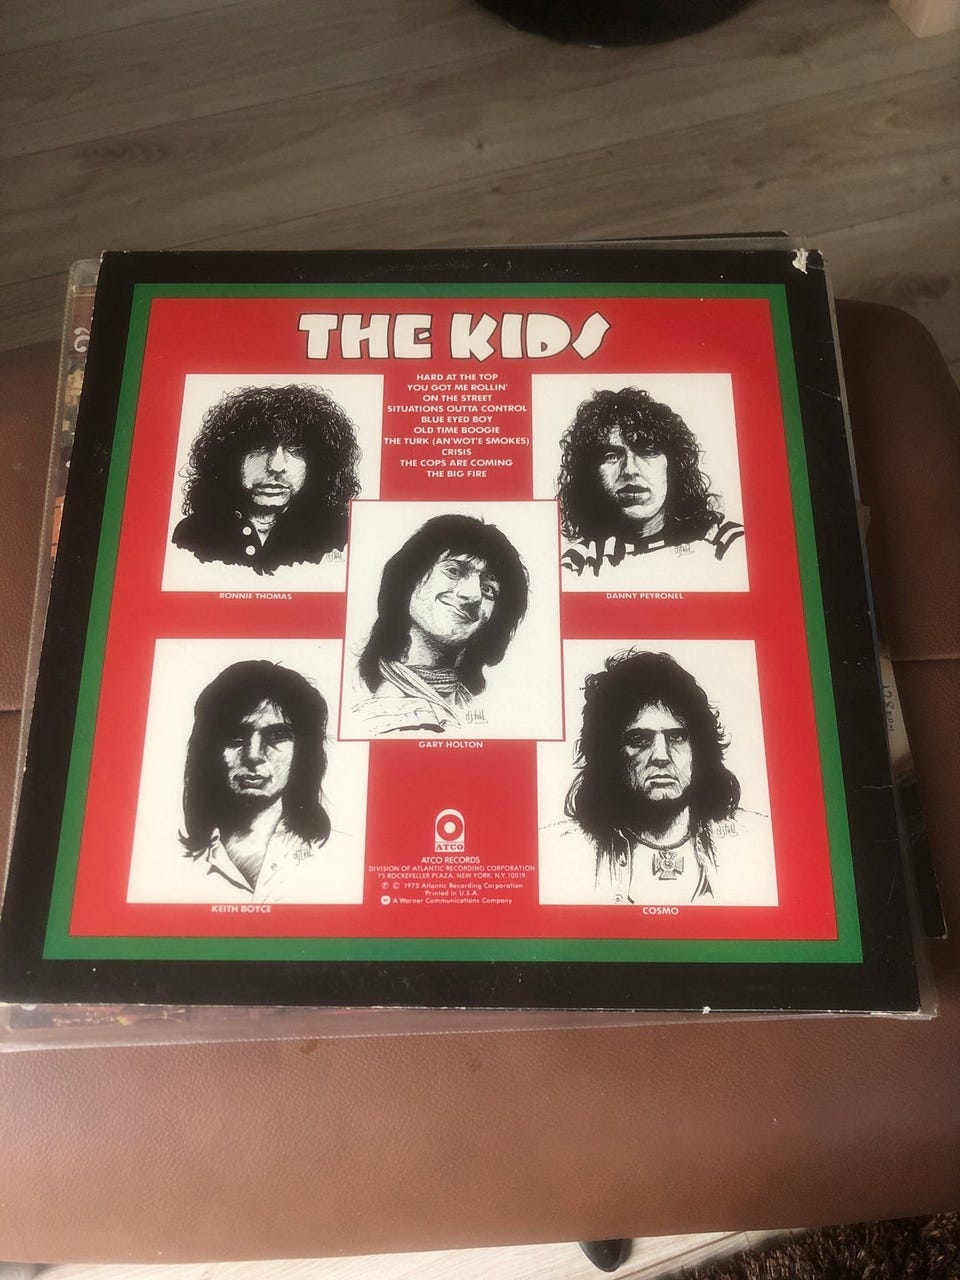 THE KIDS
HARD AT THE TOP
YOU GOT ME ROLLIN'
ON THE STREET
SITUATIONS OUTTA CONTROL
BLUE EYED BOY
OLD TIME BOOGIE
THE TURK (AN'WOT'E SMOKES)
CRISIS
THE COPS ARE COMING
THE BIG FIRE
RONNIE THOMAS
DANNY PEYRONEL
GARY HOLTON
KEITH BOYCE
COSMO
ATCO
ATCO RECORDS
DIVISION OF ATLANTIC RECORDING CORPORATION
75 ROCKEFELLER PLAZA, NEW YORK, N.Y. 10019
℗ © 1975 Atlantic Recording Corporation
Printed in U.S.A.
A Warner Communications Company